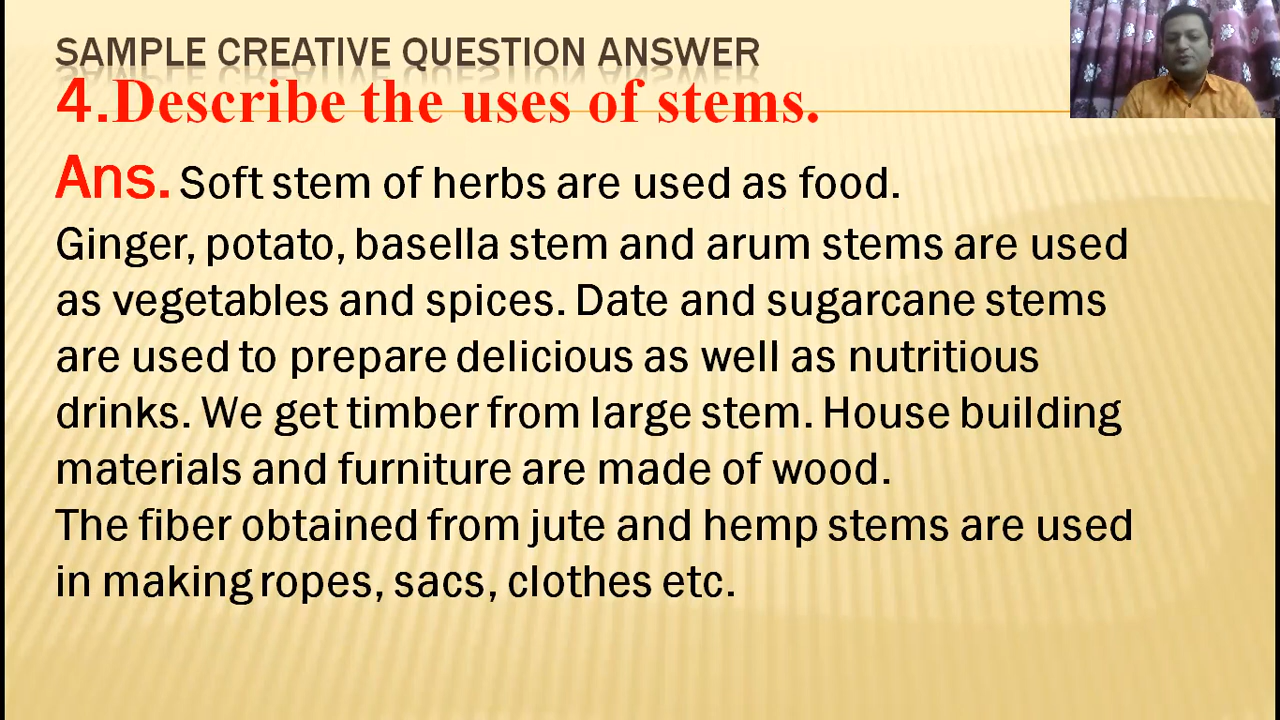 SAMPLE CREATIVE QUESTION ANSWER
4.Describe the uses of stems.
Ans. Soft stem of herbs are used as food.
Ginger, potato, basella stem and arum stems are used
as vegetables and spices. Date and sugarcane stems
are used to prepare delicious as well as nutritious
drinks. We get timber from large stem. House building
materials and furniture are made of wood.
The fiber obtained from jute and hemp stems are used
in making ropes, sacs, clothes etc.